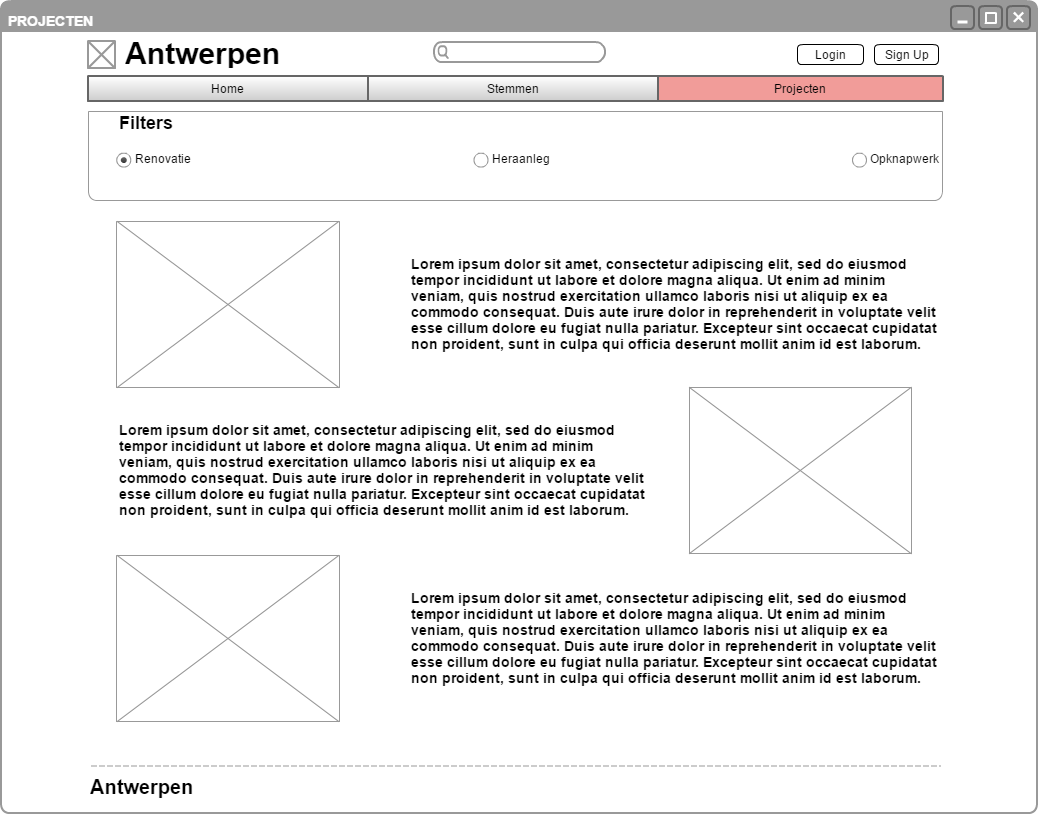 PROJECTEN
Antwerpen
Login
Sign Up
Home
Stemmen
Projecten
Filters
Renovatie
Heraanleg
Opknapwerk
Lorem ipsum dolor sit amet, consectetur adipiscing elit, sed do eiusmod
tempor incididunt ut labore et dolore magna aliqua. Ut enim ad minim
veniam, quis nostrud exercitation ullamco laboris nisi ut aliquip ex ea
commodo consequat. Duis aute irure dolor in reprehenderit in voluptate velit
esse cillum dolore eu fugiat nulla pariatur. Excepteur sint occaecat cupidatat
non proident, sunt in culpa qui officia deserunt mollit anim id est laborum.
Lorem ipsum dolor sit amet, consectetur adipiscing elit, sed do eiusmod
tempor incididunt ut labore et dolore magna aliqua. Ut enim ad minim
veniam, quis nostrud exercitation ullamco laboris nisi ut aliquip ex ea
commodo consequat. Duis aute irure dolor in reprehenderit in voluptate velit
esse cillum dolore eu fugiat nulla pariatur. Excepteur sint occaecat cupidatat
non proident, sunt in culpa qui officia deserunt mollit anim id est laborum.
Lorem ipsum dolor sit amet, consectetur adipiscing elit, sed do eiusmod
tempor incididunt ut labore et dolore magna aliqua. Ut enim ad minim
veniam, quis nostrud exercitation ullamco laboris nisi ut aliquip ex ea
commodo consequat. Duis aute irure dolor in reprehenderit in voluptate velit
esse cillum dolore eu fugiat nulla pariatur. Excepteur sint occaecat cupidatat
non proident, sunt in culpa qui officia deserunt mollit anim id est laborum.
Antwerpen